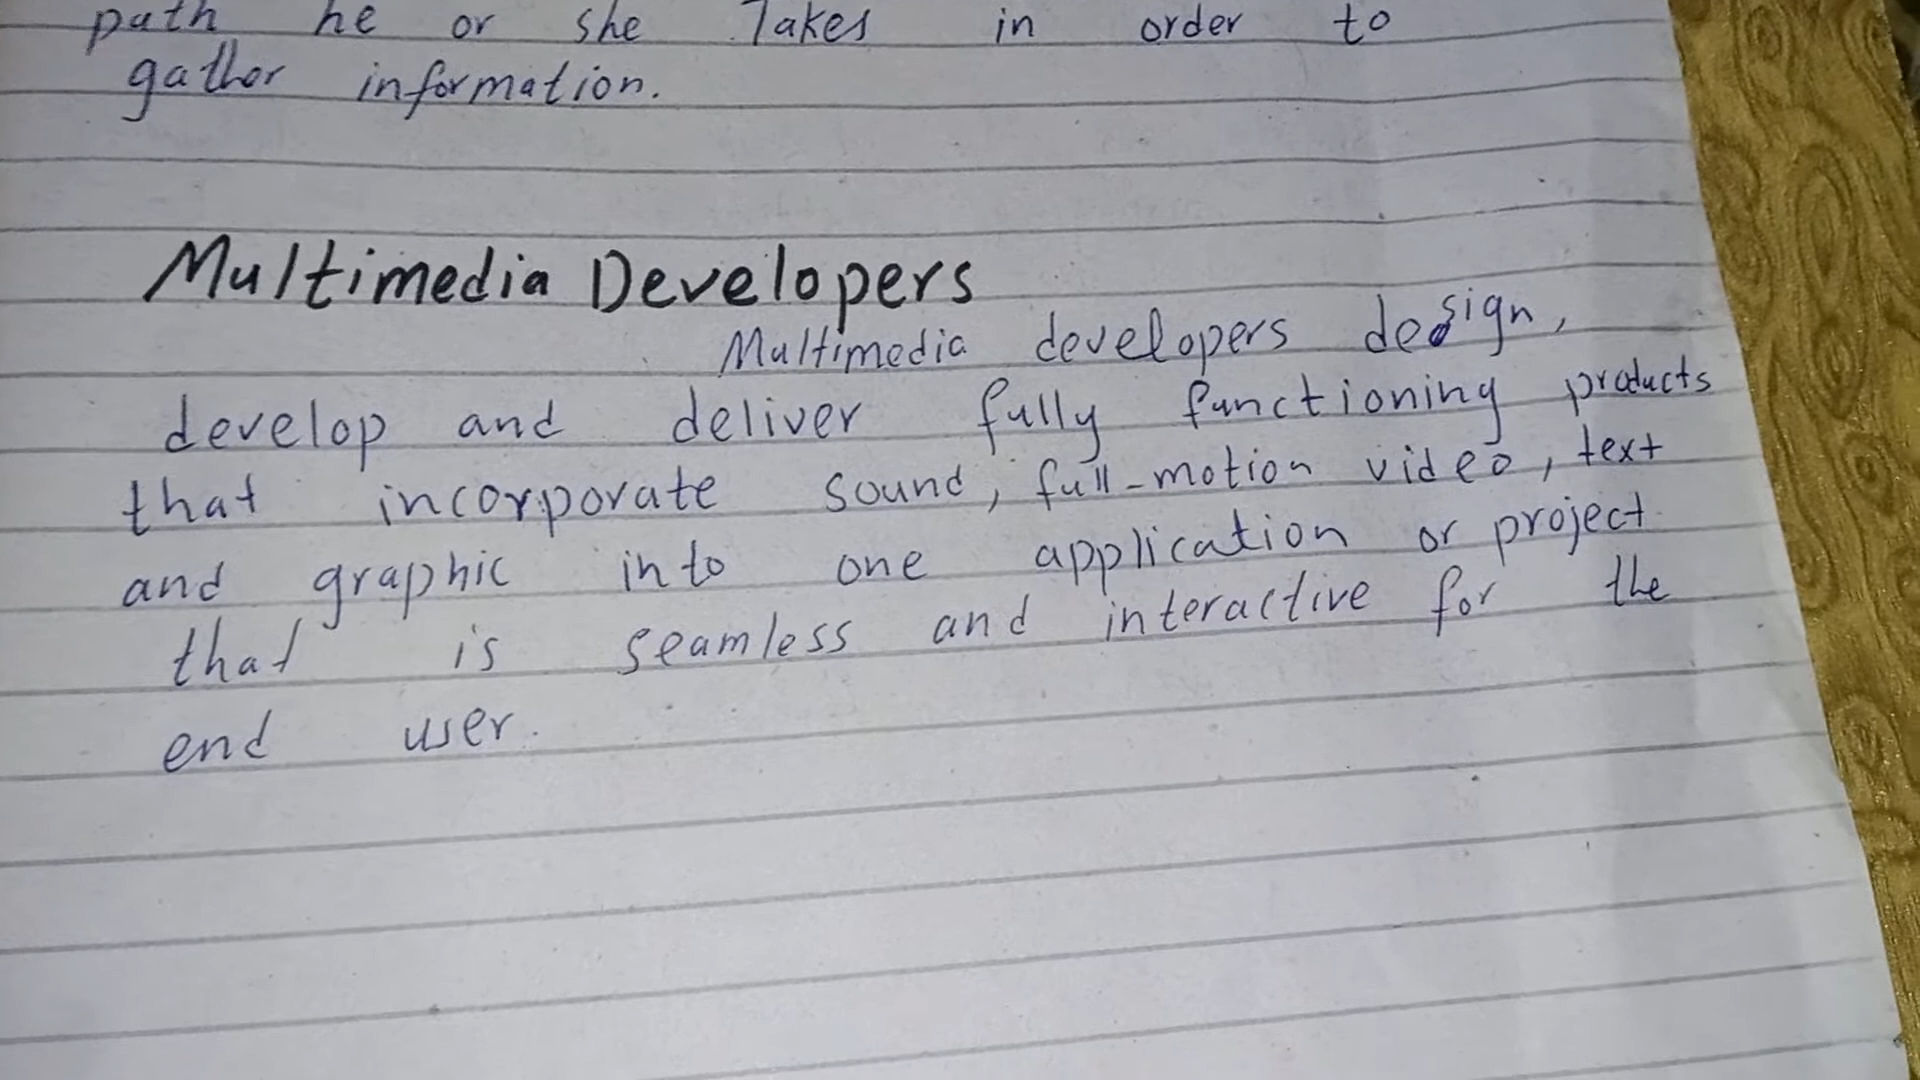 path he or she Takes in order to
gather information.
Multimedia Developers
Multimedia developers design,
develop and deliver fully functioning products
that incorporate sound, full-motion video, text
and graphic into one application or project
that is seamless and interactive for the
end user.